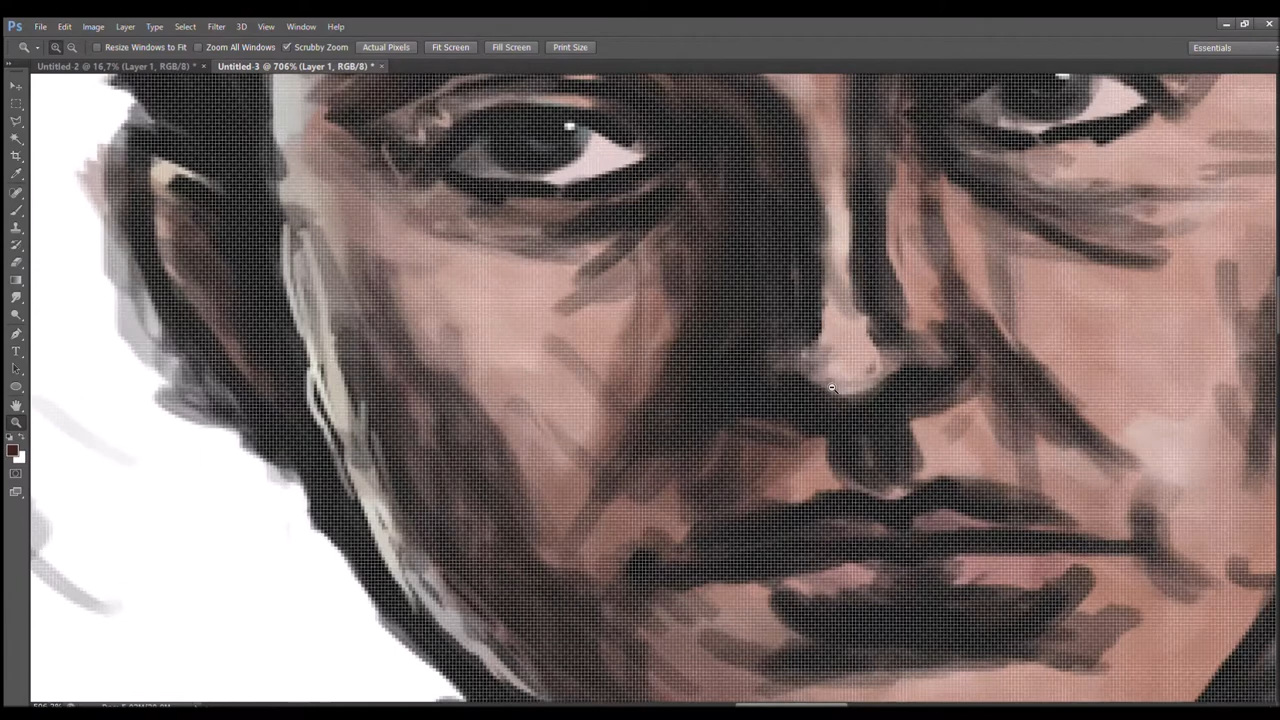 Ps File Edit Image Layer Type Select Filter 3D View Window Help
Resize Windows to Fit Zoom All Windows Scrubby Zoom Actual Pixels Fit Screen Fill Screen Print Size Essentials
Untitled-2 @ 16,7% (Layer 1, RGB/8) * × Untitled-3 @ 706% (Layer 1, RGB/8) * ×